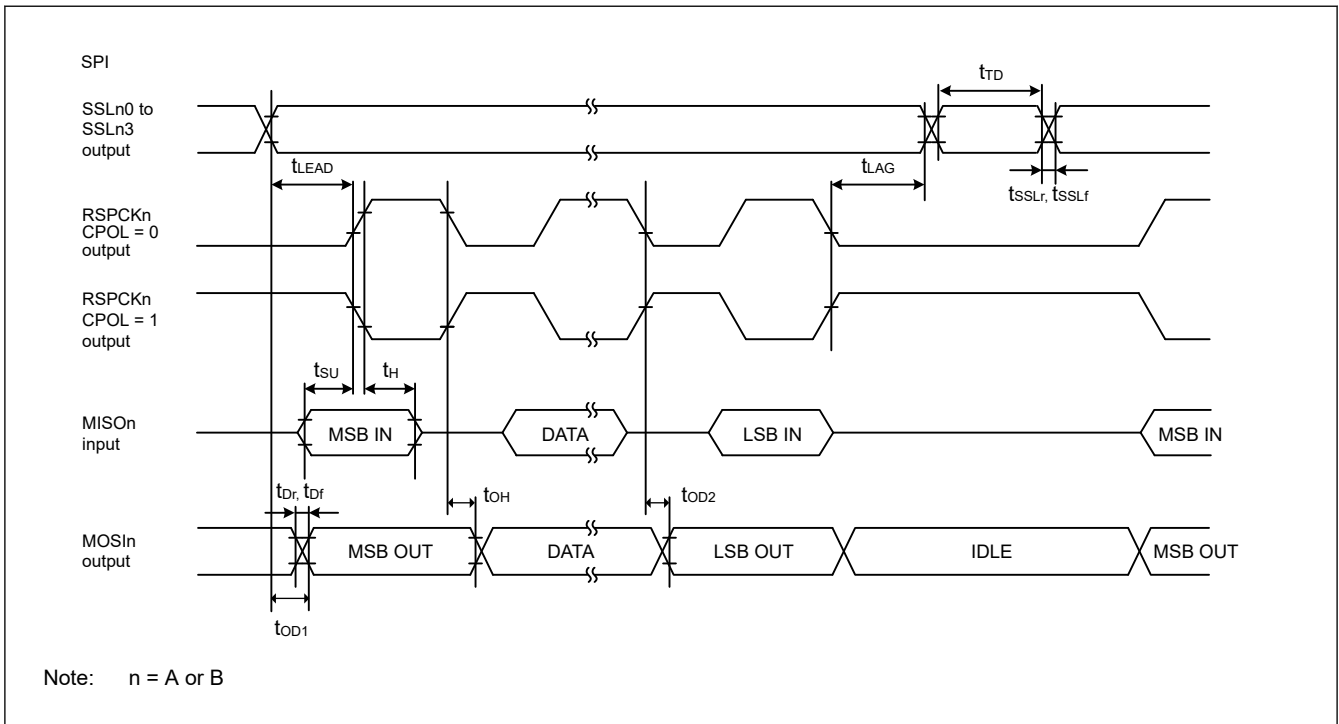 SPI
tTD
SSLn0 to
SSLn3
output
tLEAD
tLAG
tSSLr, tSSLf
RSPCKn
CPOL = 0
output
RSPCKn
CPOL = 1
output
tSU
tH
MISOn
input
MSB IN
DATA
LSB IN
MSB IN
tDr, tDf
tOH
tOD2
MOSIn
output
MSB OUT
DATA
LSB OUT
IDLE
MSB OUT
tOD1
Note: n = A or B